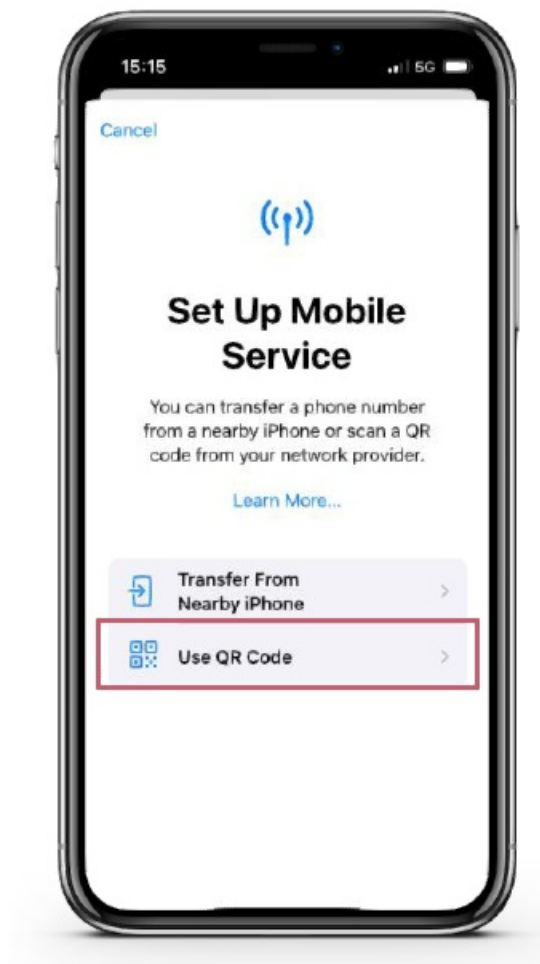 15:15
5G
Cancel
Set Up Mobile
Service
You can transfer a phone number
from a nearby iPhone or scan a QR
code from your network provider.
Learn More...
Transfer From
Nearby iPhone
Use QR Code